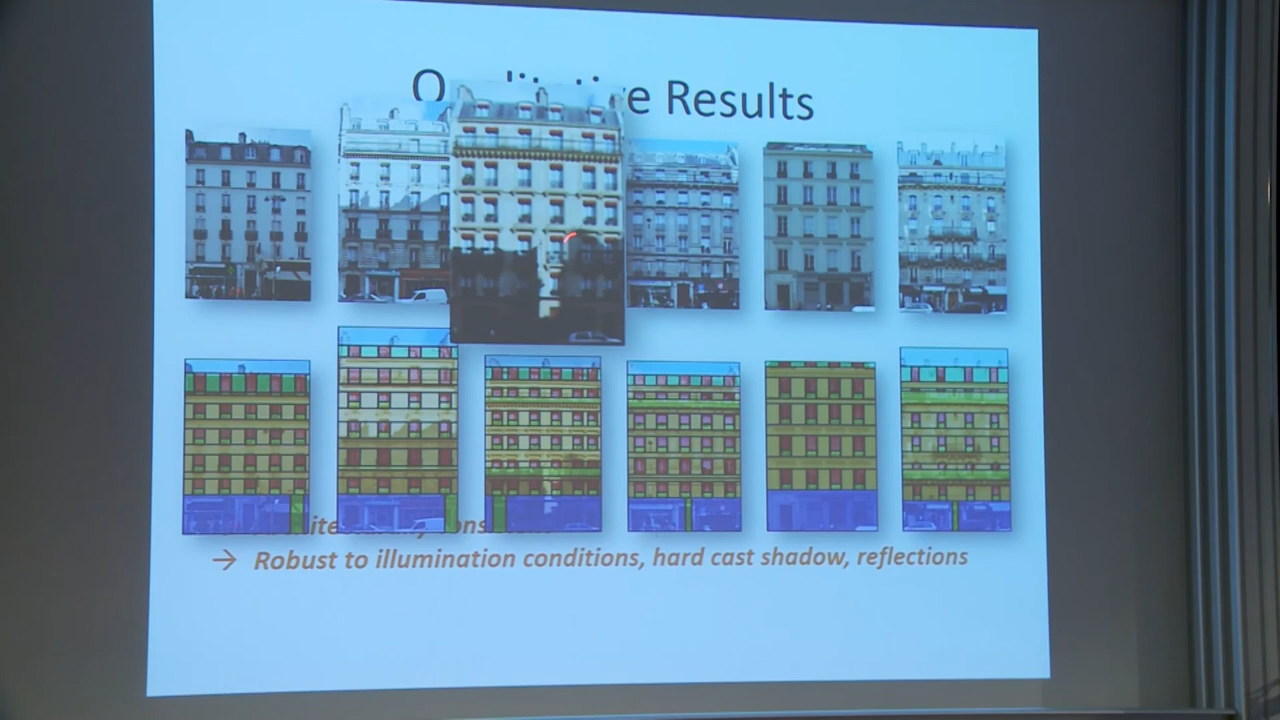 Results
→ Robust to illumination conditions, hard cast shadow, reflections